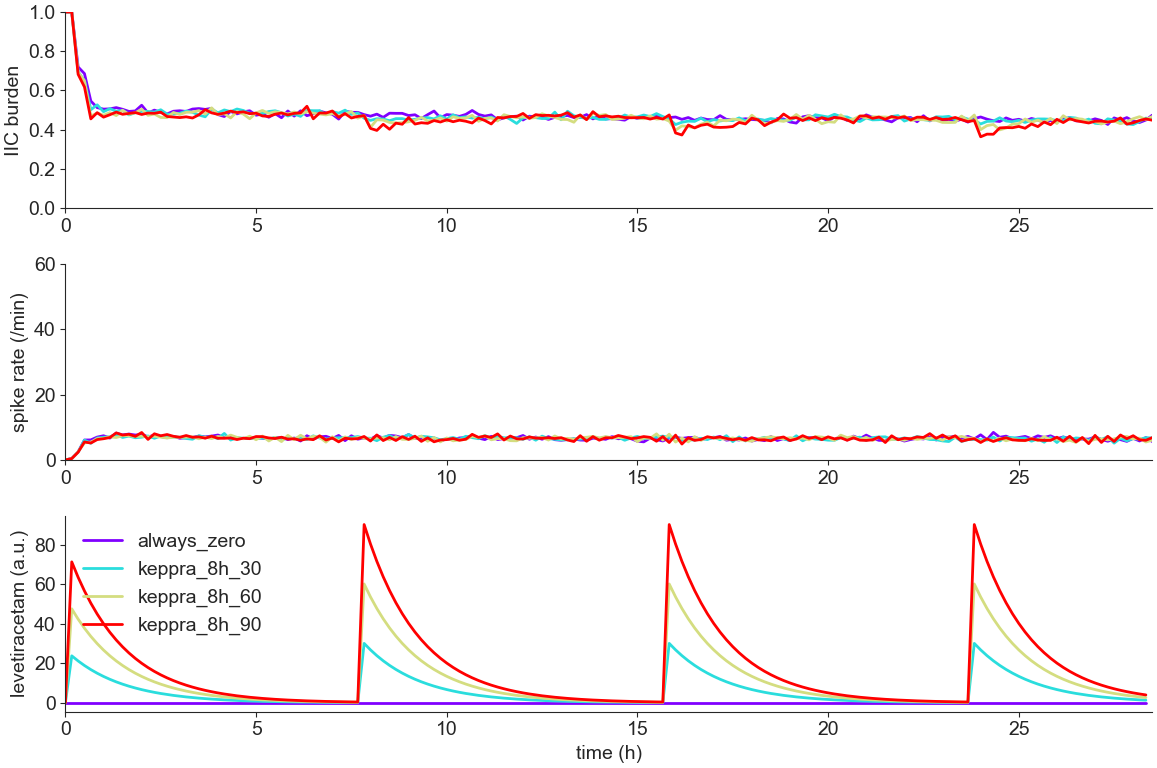 1.0
0.8
0.6
0.4
0.2
0.0
IIC burden
0 5 10 15 20 25
60
40
20
0
spike rate (/min)
0 5 10 15 20 25
80
60
40
20
0
levetiracetam (a.u.)
always_zero
keppra_8h_30
keppra_8h_60
keppra_8h_90
0 5 10 15 20 25
time (h)